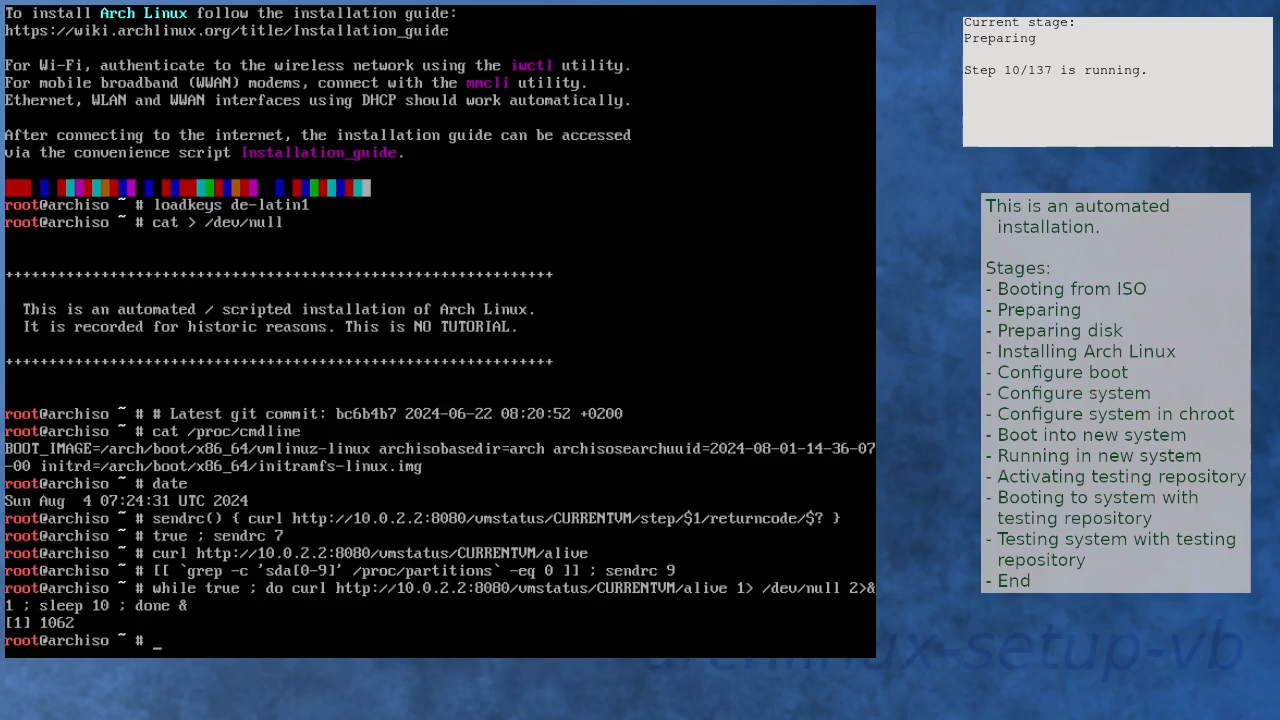 To install Arch Linux follow the installation guide:
https://wiki.archlinux.org/title/Installation_guide
For Wi-Fi, authenticate to the wireless network using the iwctl utility.
For mobile broadband (WWAN) modems, connect with the mmcli utility.
Ethernet, WLAN and WWAN interfaces using DHCP should work automatically.
After connecting to the internet, the installation guide can be accessed
via the convenience script Installation_guide.
root@archiso ~ # loadkeys de-latin1
root@archiso ~ # cat > /dev/null
+++++++++++++++++++++++++++++++++++++++++++++++++++++++++++++++
This is an automated / scripted installation of Arch Linux.
It is recorded for historic reasons. This is NO TUTORIAL.
+++++++++++++++++++++++++++++++++++++++++++++++++++++++++++++++
root@archiso ~ # # Latest git commit: bc6b4b7 2024-06-22 08:20:52 +0200
root@archiso ~ # cat /proc/cmdline
BOOT_IMAGE=/arch/boot/x86_64/vmlinuz-linux archisobasedir=arch archisosearchuuid=2024-08-01-14-36-07
-00 initrd=/arch/boot/x86_64/initramfs-linux.img
root@archiso ~ # date
Sun Aug  4 07:24:31 UTC 2024
root@archiso ~ # sendrc() { curl http://10.0.2.2:8080/vmstatus/CURRENTVM/step/$1/returncode/$? }
root@archiso ~ # true ; sendrc 7
root@archiso ~ # curl http://10.0.2.2:8080/vmstatus/CURRENTVM/alive
root@archiso ~ # [[ `grep -c 'sda[0-9]' /proc/partitions` -eq 0 ]] ; sendrc 9
root@archiso ~ # while true ; do curl http://10.0.2.2:8080/vmstatus/CURRENTVM/alive 1> /dev/null 2>&
1 ; sleep 10 ; done &
[1] 1062
root@archiso ~ # _
Current stage:
Preparing
Step 10/137 is running.
This is an automated
installation.
Stages:
- Booting from ISO
- Preparing
- Preparing disk
- Installing Arch Linux
- Configure boot
- Configure system
- Configure system in chroot
- Boot into new system
- Running in new system
- Activating testing repository
- Booting to system with
testing repository
- Testing system with testing
repository
- End
archlinux-setup-vb